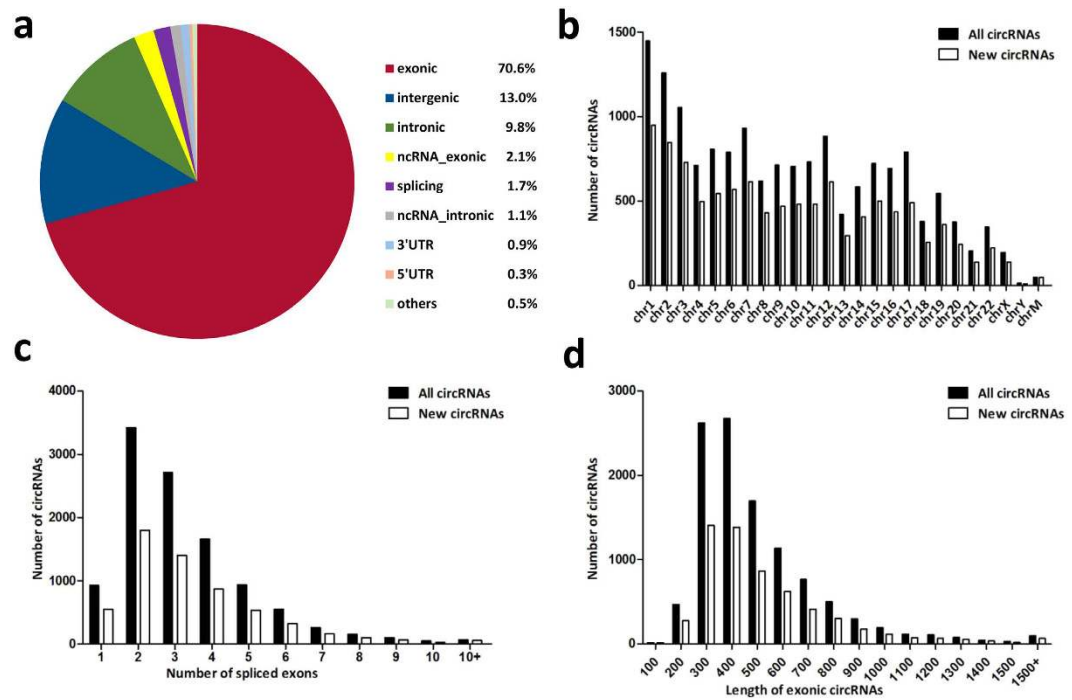 a
exonic 70.6%
intergenic 13.0%
intronic 9.8%
ncRNA_exonic 2.1%
splicing 1.7%
ncRNA_intronic 1.1%
3'UTR 0.9%
5'UTR 0.3%
others 0.5%
b
All circRNAs
New circRNAs
Number of circRNAs
1500
1000
500
0
chr1 chr2 chr3 chr4 chr5 chr6 chr7 chr8 chr9 chr10 chr11 chr12 chr13 chr14 chr15 chr16 chr17 chr18 chr19 chr20 chr21 chr22 chrX chrY chrM
c
All circRNAs
New circRNAs
Number of circRNAs
4000
3000
2000
1000
0
1 2 3 4 5 6 7 8 9 10 10+
Number of spliced exons
d
All circRNAs
New circRNAs
Number of circRNAs
3000
2000
1000
0
100 200 300 400 500 600 700 800 900 1000 1100 1200 1300 1400 1500 1500+
Length of exonic circRNAs